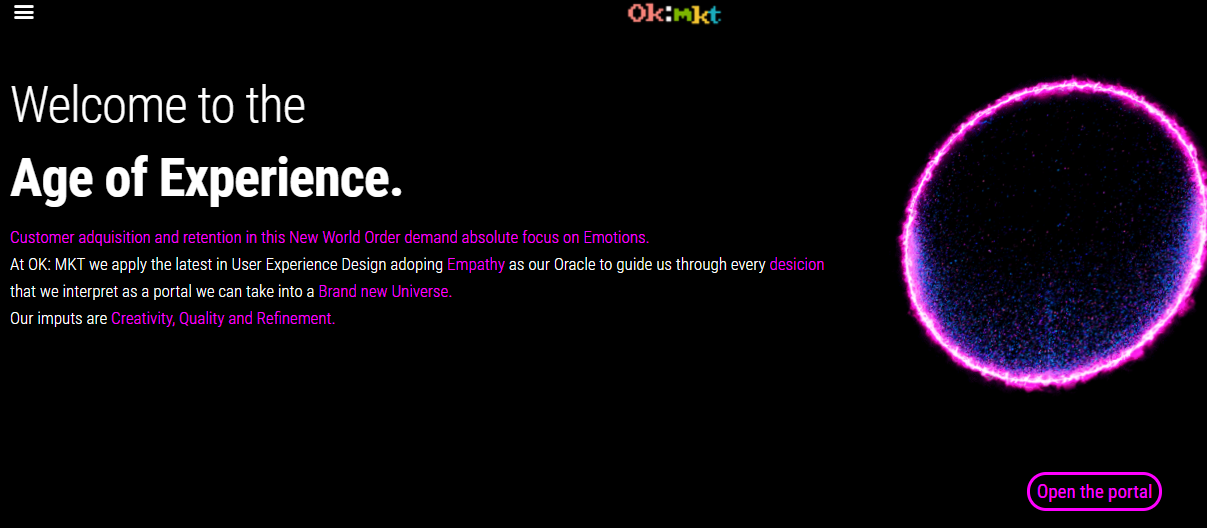 Ok:mkt
Welcome to the
Age of Experience.
Customer adquisition and retention in this New World Order demand absolute focus on Emotions.
At OK: MKT we apply the latest in User Experience Design adoping Empathy as our Oracle to guide us through every desicion
that we interpret as a portal we can take into a Brand new Universe.
Our imputs are Creativity, Quality and Refinement.
Open the portal